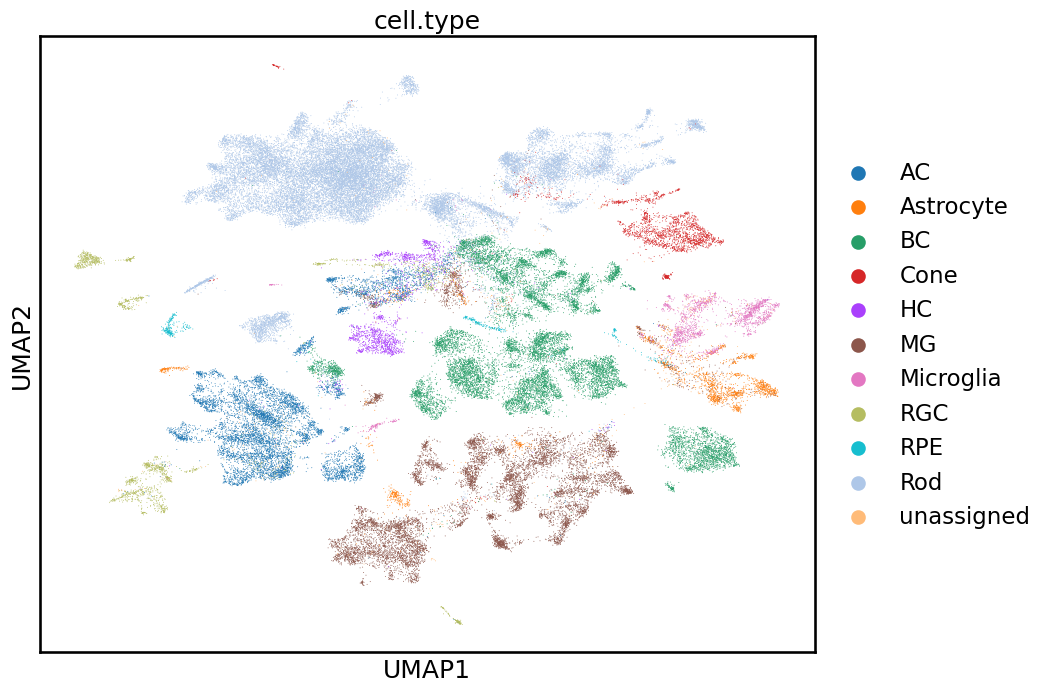 cell.type
UMAP2
UMAP1
AC
Astrocyte
BC
Cone
HC
MG
Microglia
RGC
RPE
Rod
unassigned